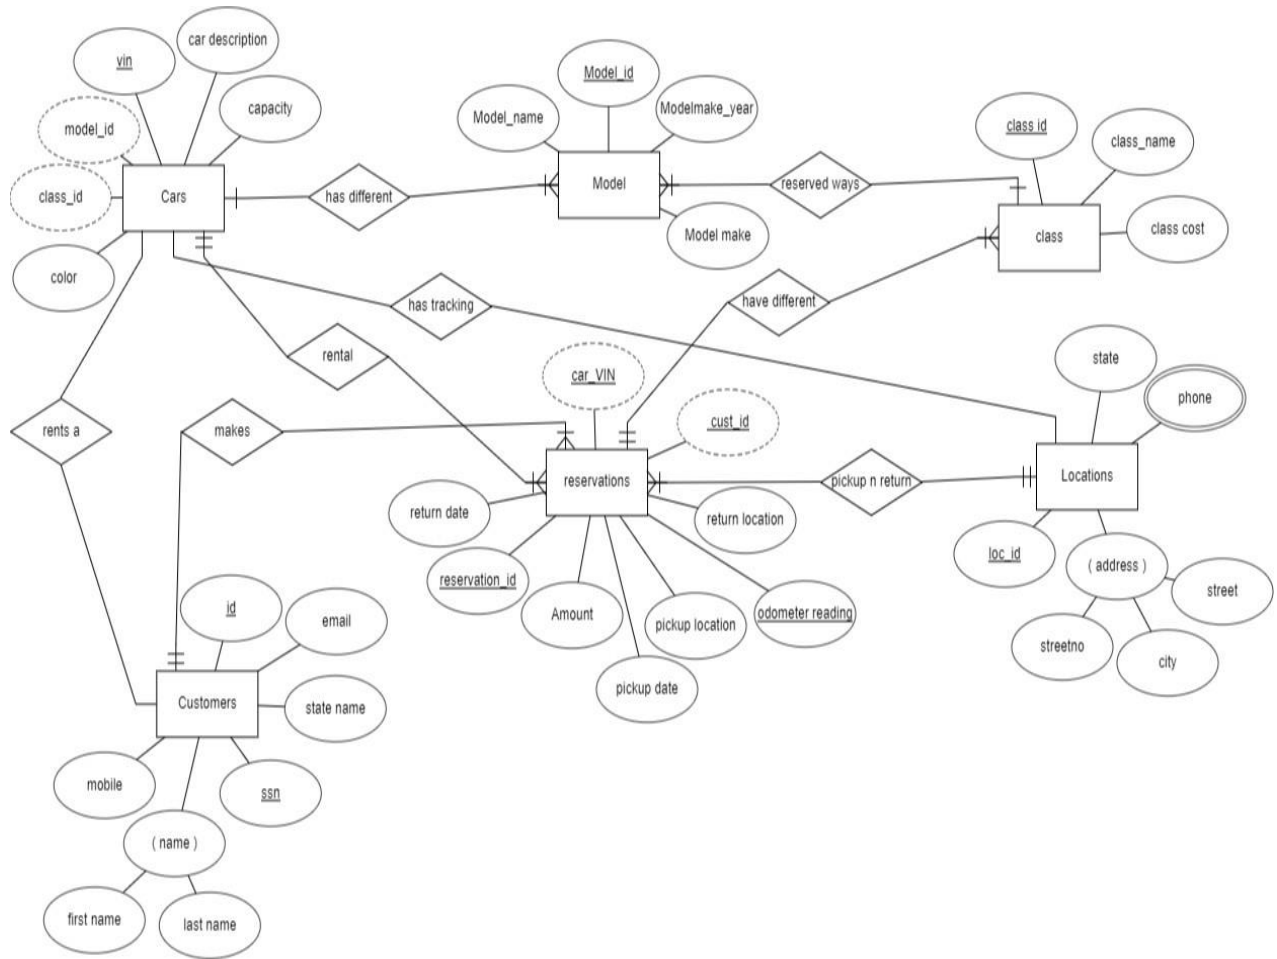 car description
vin
Model_id
capacity
Modelmake_year
Model_name
model_id
class id
class_name
Model
reserved ways
class_id
Cars
has different
class
class cost
Model make
color
has tracking
have different
rental
state
car_VIN
phone
cust_id
rents a
makes
reservations
pickup n return
Locations
return date
return location
loc_id
( address )
reservation_id
street
id
Amount
odometer reading
email
pickup location
streetno
city
pickup date
Customers
state name
mobile
ssn
( name )
first name
last name